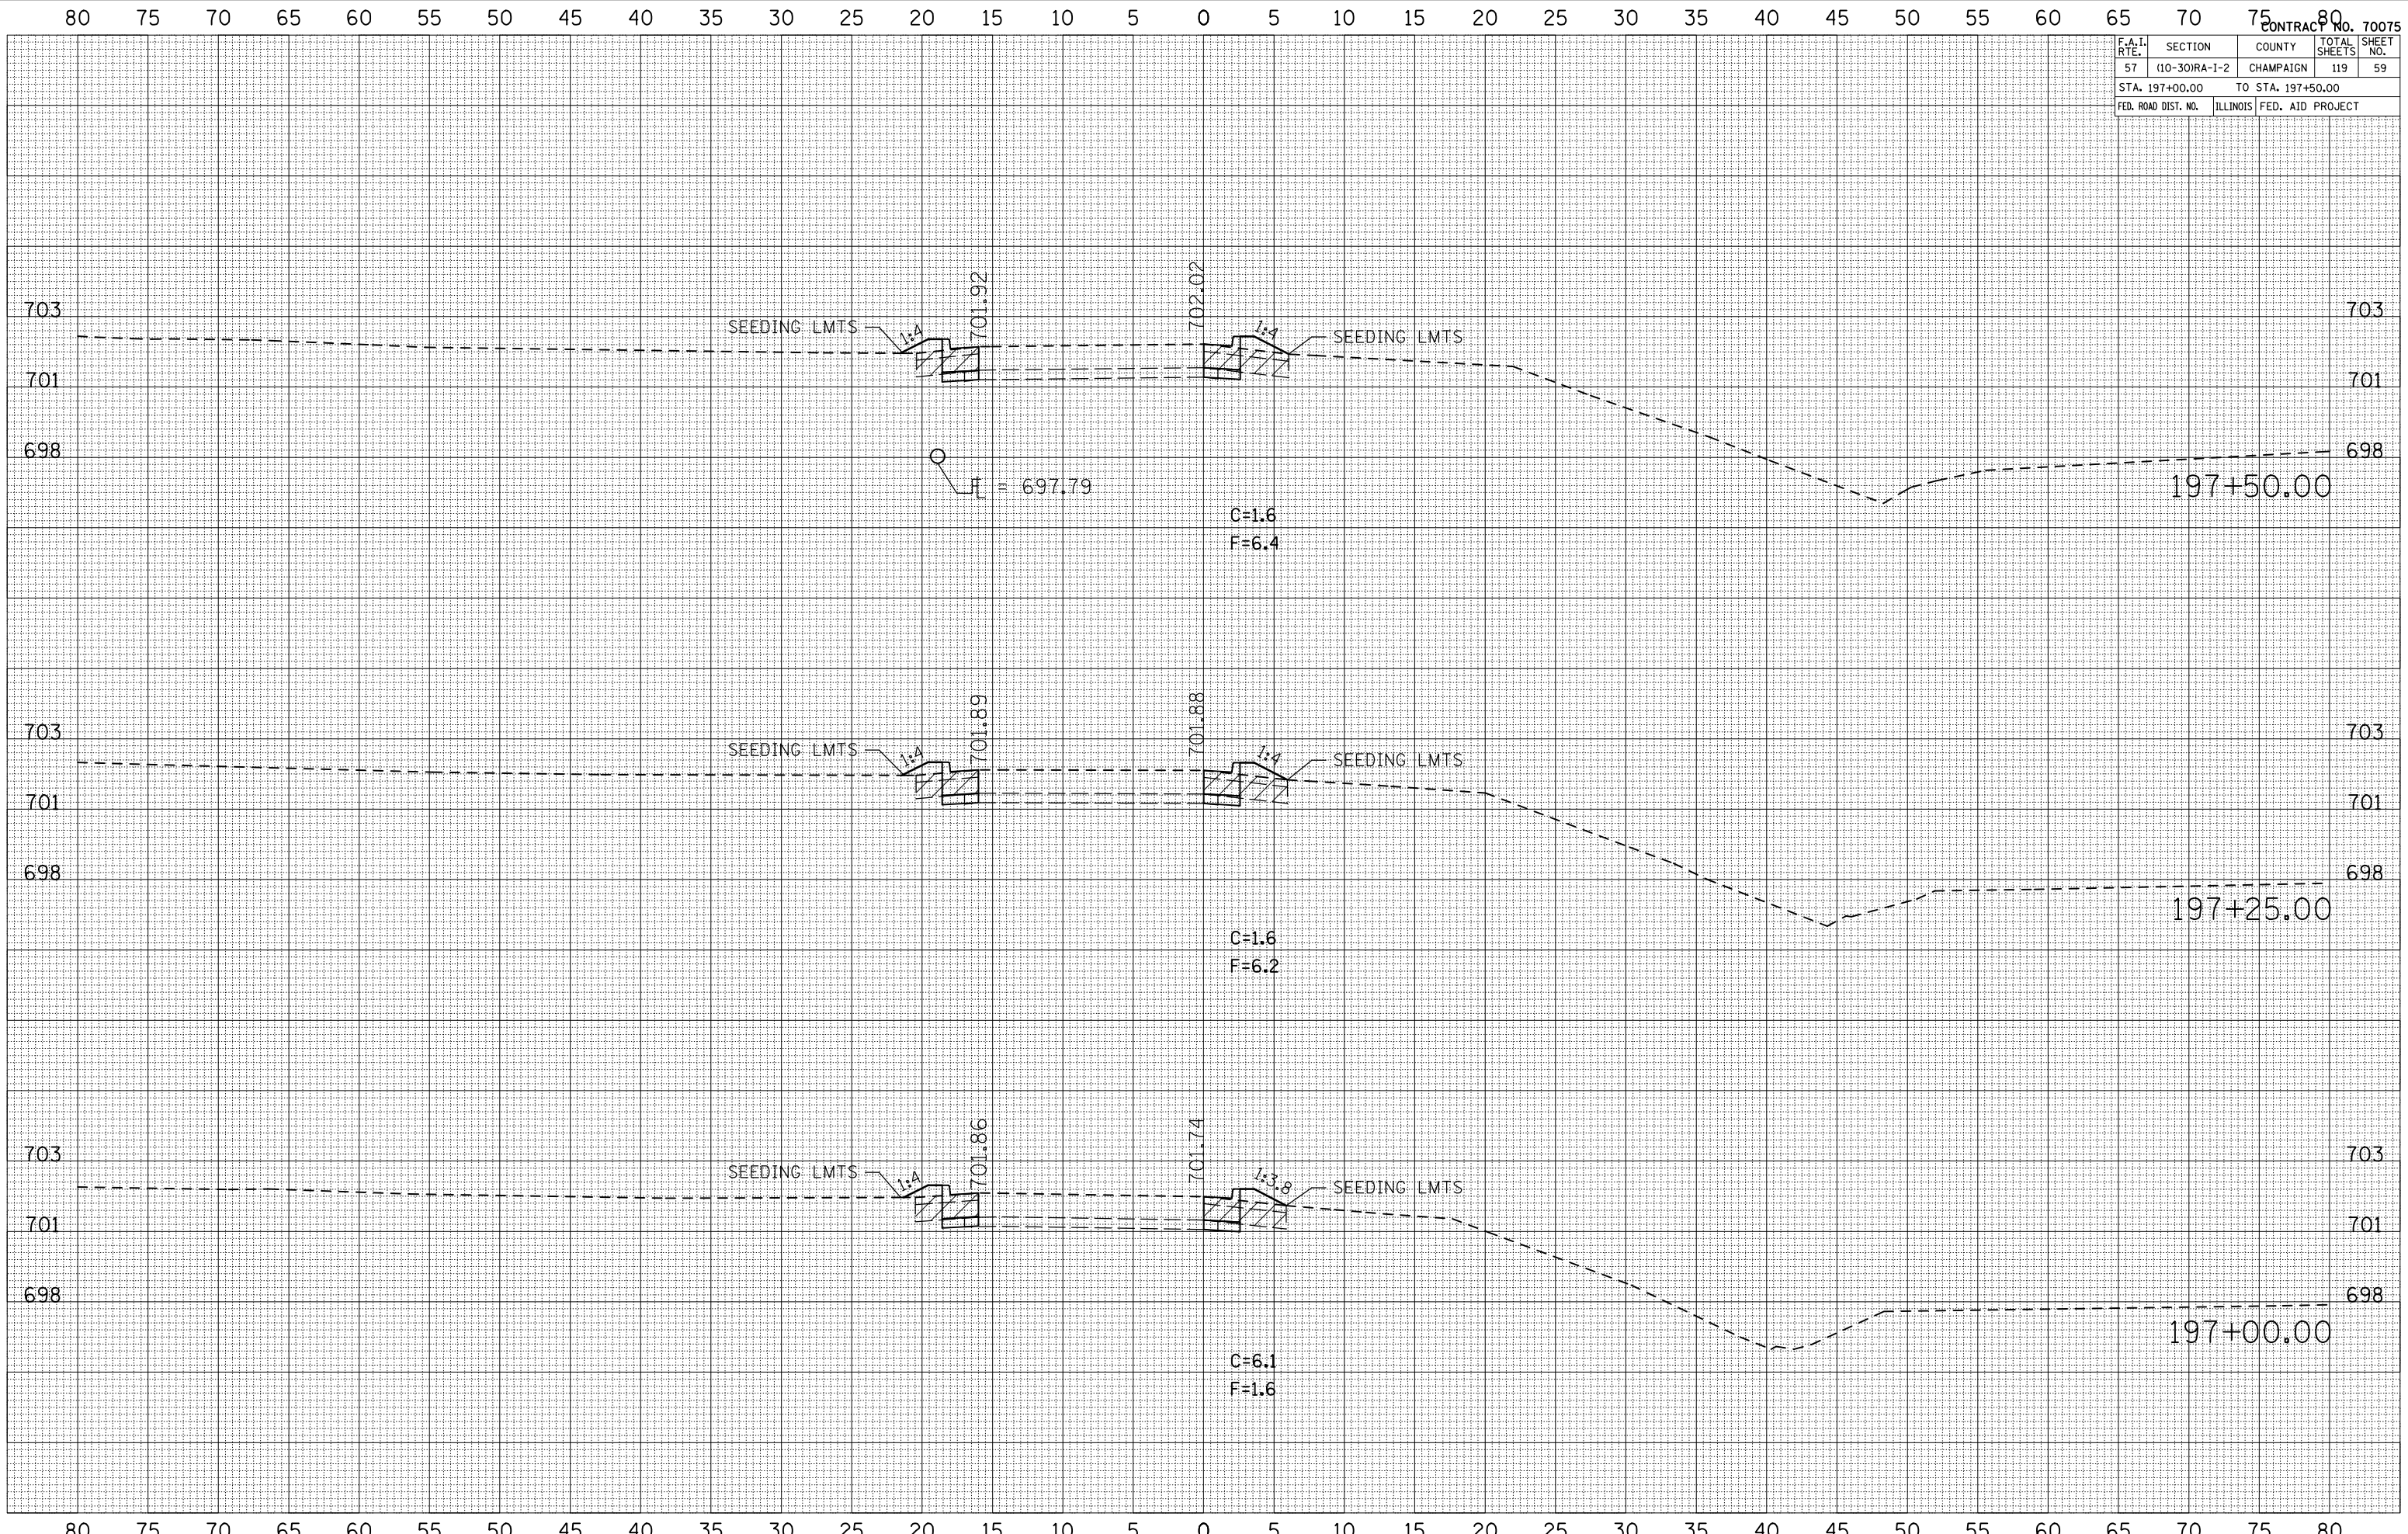 80 75 70 65 60 55 50 45 40 35 30 25 20 15 10 5 0 5 10 15 20 25 30 35 40 45 50 55 60 65 70 75 80
CONTRACT NO. 70075
F.A.I. RTE. SECTION COUNTY TOTAL SHEETS SHEET NO.
57 (10-30)RA-I-2 CHAMPAIGN 119 59
STA. 197+00.00 TO STA. 197+50.00
FED. ROAD DIST. NO. ILLINOIS FED. AID PROJECT
701.92 702.02
703 703
SEEDING LMTS 1:4 1:4 SEEDING LMTS
701 701
698 698
= 697.79
197+50.00
C=1.6
F=6.4
701.89 701.88
703 703
SEEDING LMTS 1:4 1:4 SEEDING LMTS
701 701
698 698
197+25.00
C=1.6
F=6.2
701.86 701.74
703 703
SEEDING LMTS 1:4 1:3.8 SEEDING LMTS
701 701
698 698
197+00.00
C=6.1
F=1.6
80 75 70 65 60 55 50 45 40 35 30 25 20 15 10 5 0 5 10 15 20 25 30 35 40 45 50 55 60 65 70 75 80